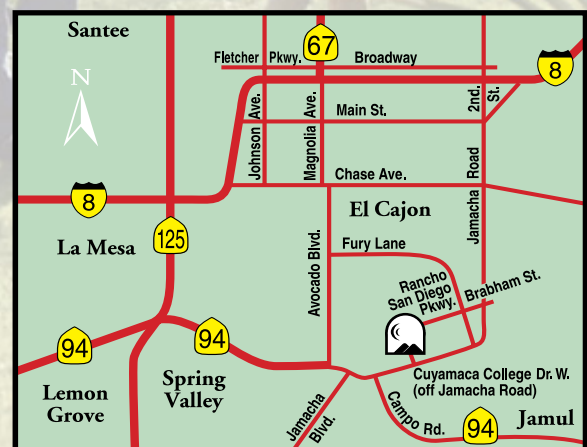 Santee
67
Fletcher Pkwy. Broadway
8
N
Johnson Ave.
Magnolia Ave.
Main St.
2nd. St.
Chase Ave.
Jamacha Road
8
El Cajon
125
La Mesa
Avocado Blvd.
Fury Lane
Rancho
San Diego
Pkwy.
Brabham St.
94
94
Cuyamaca College Dr. W.
(off Jamacha Road)
Lemon
Grove
Spring
Valley
Jamacha
Blvd.
Campo Rd.
94
Jamul